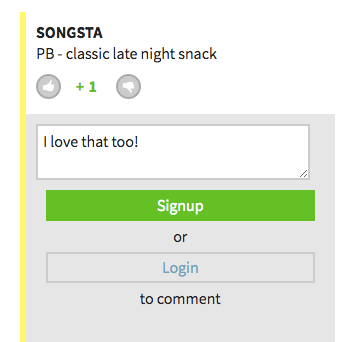 SONGSTA
PB - classic late night snack
+ 1
I love that too!
Signup
or
Login
to comment